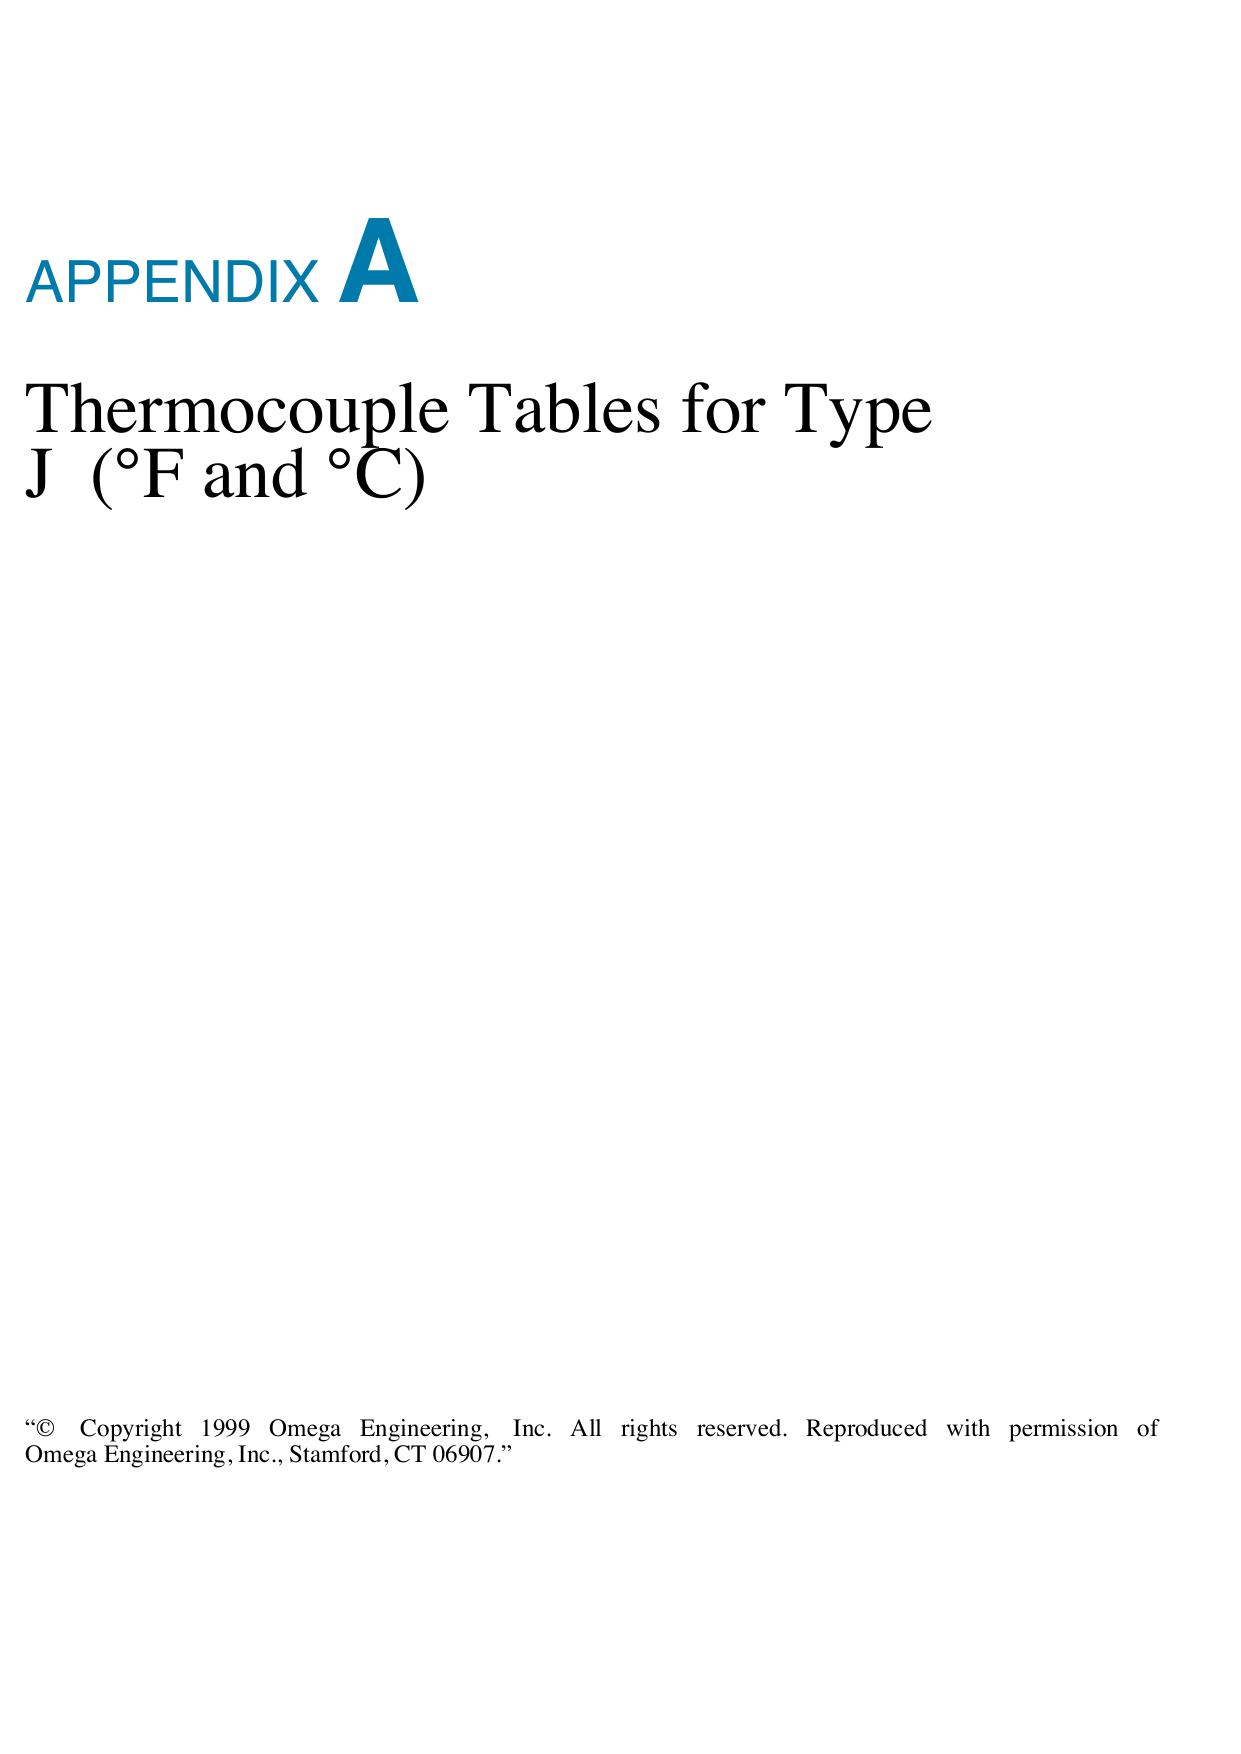 APPENDIX A
Thermocouple Tables for Type
J (°F and °C)
“© Copyright 1999 Omega Engineering, Inc. All rights reserved. Reproduced with permission of
Omega Engineering, Inc., Stamford, CT 06907.”